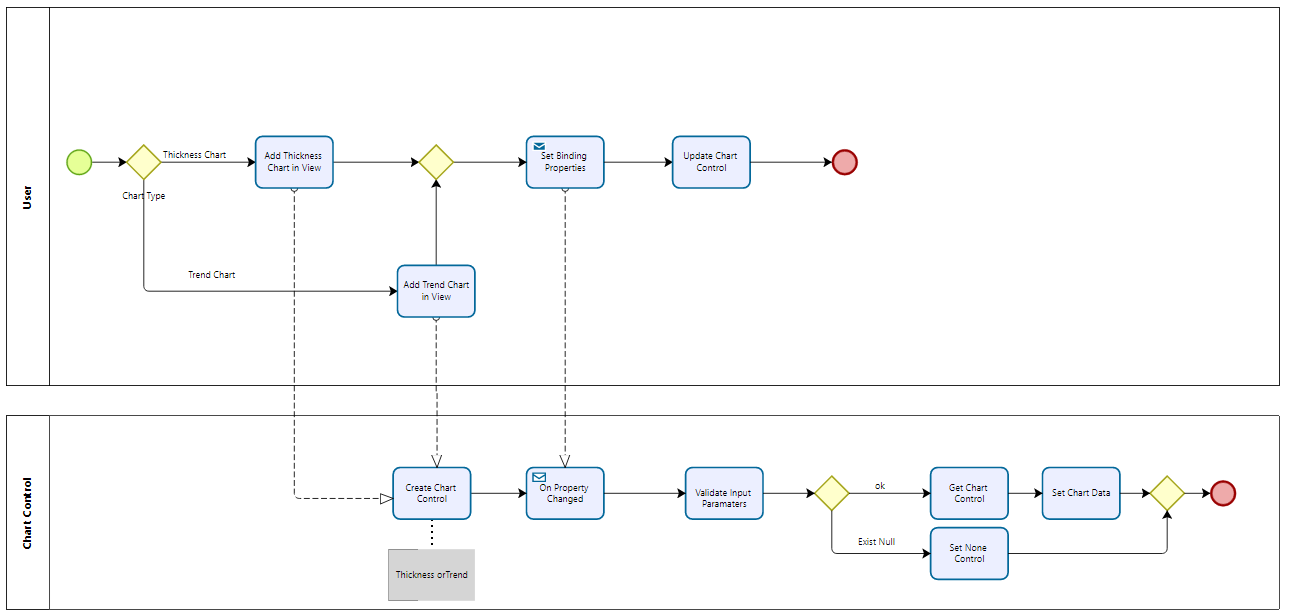 User
Thickness Chart
Chart Type
Trend Chart
Add Thickness
Chart in View
Add Trend Chart
in View
Set Binding
Properties
Update Chart
Control
Chart Control
Create Chart
Control
Thickness orTrend
On Property
Changed
Validate Input
Paramaters
ok
Exist Null
Get Chart
Control
Set Chart Data
Set None
Control